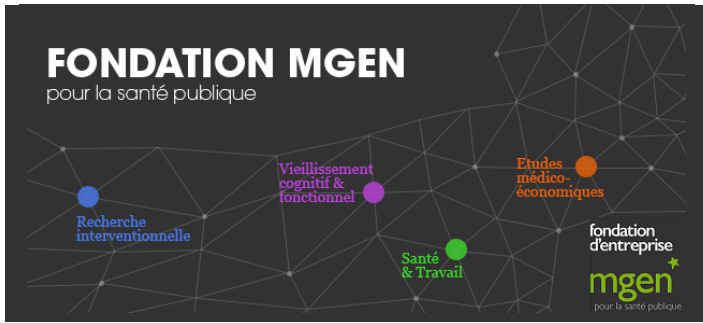 FONDATION MGEN
pour la santé publique
Vieillissement
cognitif &
fonctionnel
Etudes
médico-
économiques
Recherche
interventionnelle
Santé
& Travail
fondation
d'entreprise
mgen
pour la santé publique